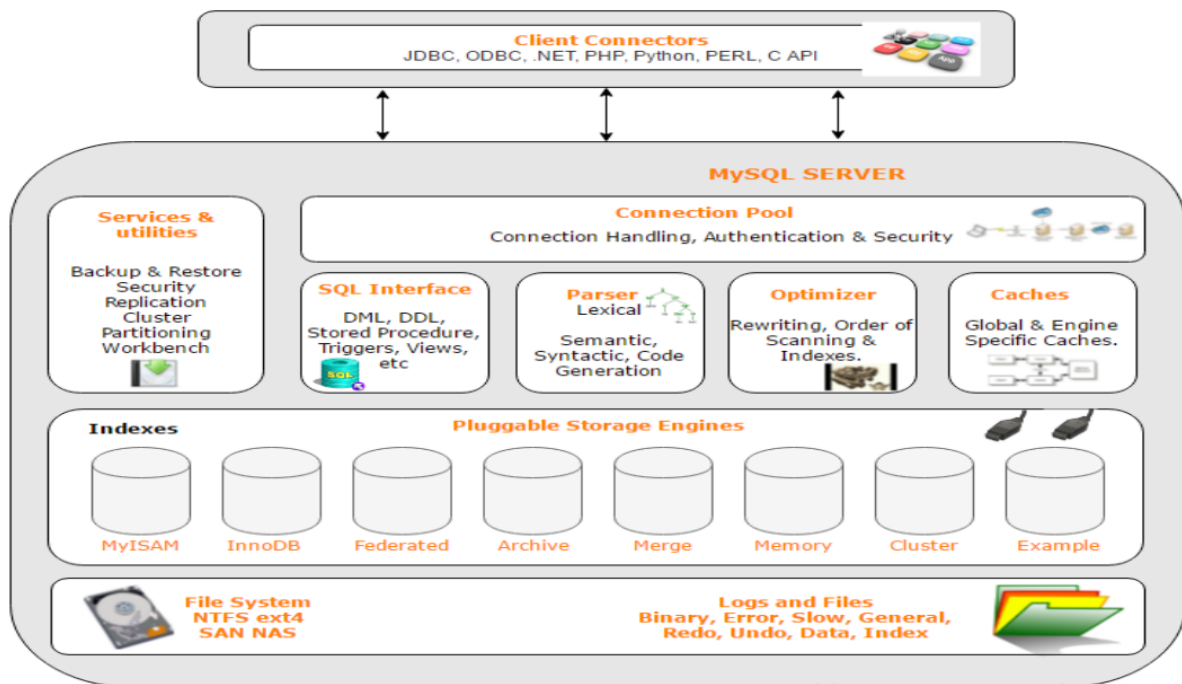 Client Connectors
JDBC, ODBC, .NET, PHP, Python, PERL, C API
APP
MySQL SERVER
Services &
utilities
Backup & Restore
Security
Replication
Cluster
Partitioning
Workbench
Connection Pool
Connection Handling, Authentication & Security
SQL Interface
DML, DDL,
Stored Procedure,
Triggers, Views,
etc
SQL
Parser
Lexical
Semantic,
Syntactic, Code
Generation
Optimizer
Rewriting, Order of
Scanning &
Indexes.
Caches
Global & Engine
Specific Caches.
Indexes
Pluggable Storage Engines
MyISAM
InnoDB
Federated
Archive
Merge
Memory
Cluster
Example
File System
NTFS ext4
SAN NAS
Logs and Files
Binary, Error, Slow, General,
Redo, Undo, Data, Index